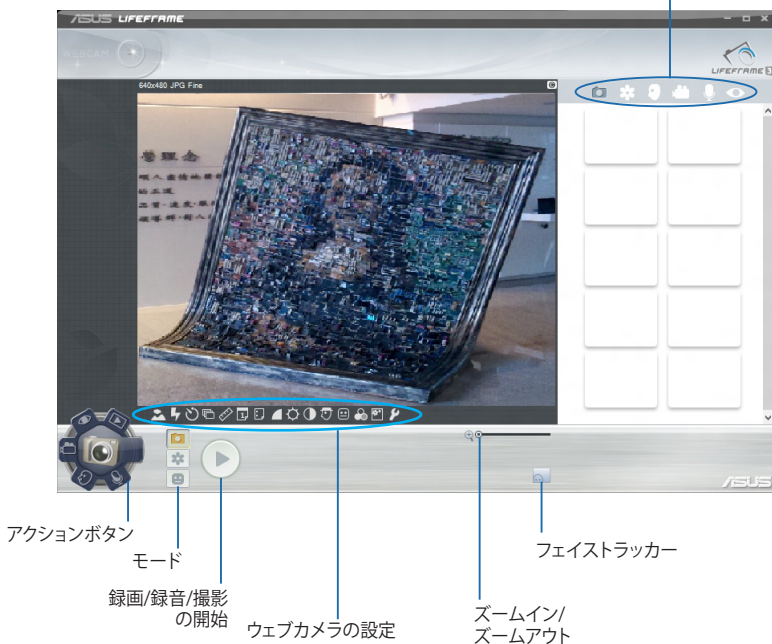 ASUS LIFEFRAME
WEBCAM
LIFEFRAME 3
640x480 JPG Fine
營理念
ASUS
アクションボタン
モード
録画/録音/撮影
の開始
ウェブカメラの設定
ズームイン/
ズームアウト
フェイストラッカー